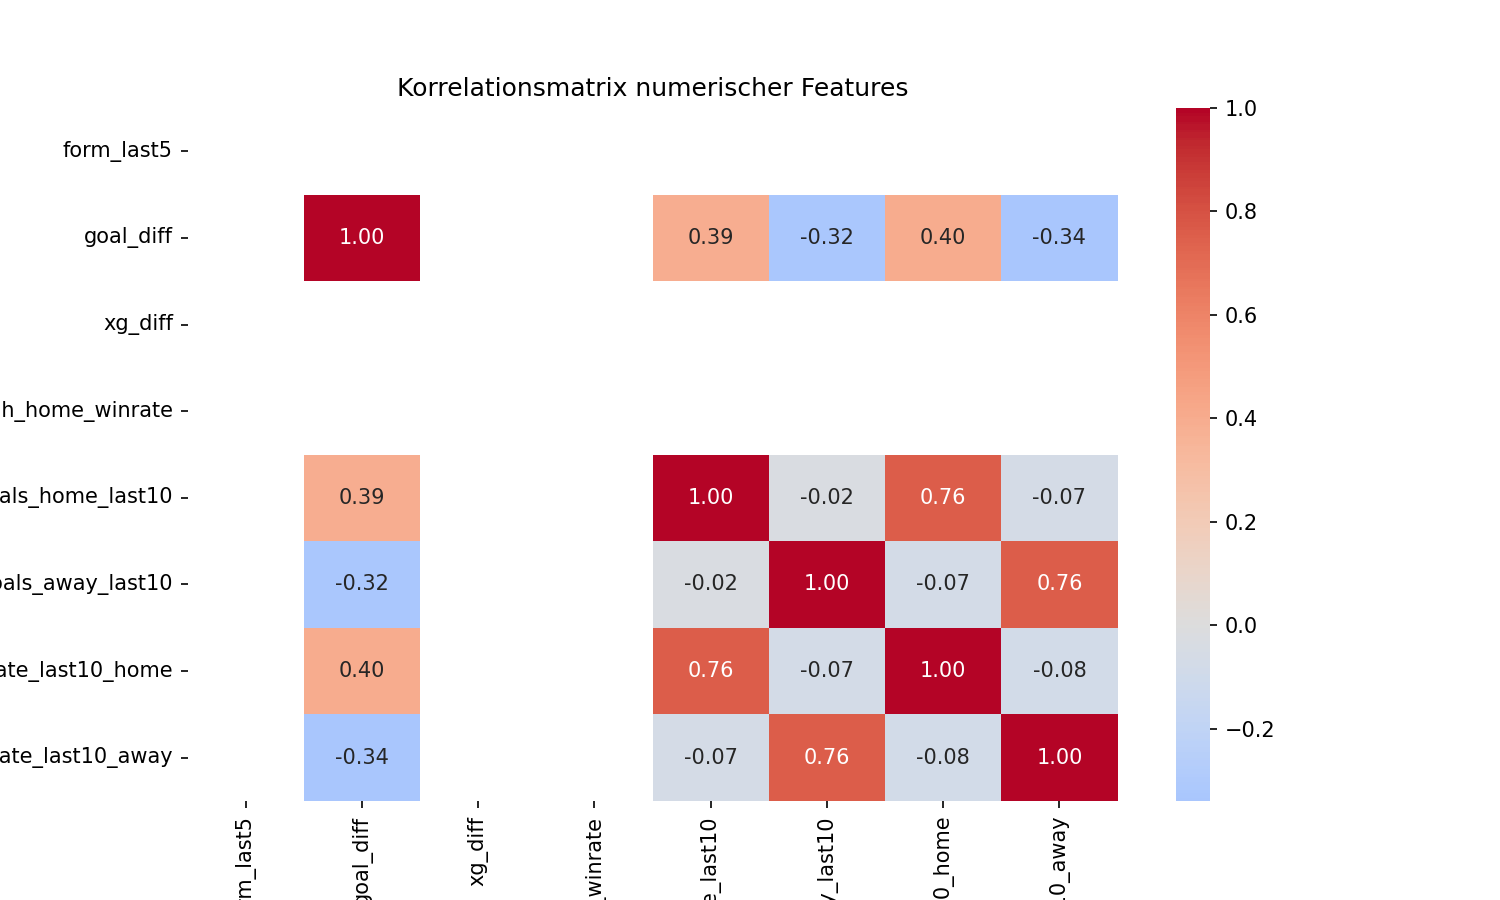 Korrelationsmatrix numerischer Features
form_last5
goal_diff 1.00 0.39 -0.32 0.40 -0.34
xg_diff
h_home_winrate
als_home_last10 0.39 1.00 -0.02 0.76 -0.07
oals_away_last10 -0.32 -0.02 1.00 -0.07 0.76
ate_last10_home 0.40 0.76 -0.07 1.00 -0.08
ate_last10_away -0.34 -0.07 0.76 -0.08 1.00
rm_last5
goal_diff
xg_diff
_winrate
e_last10
y_last10
0_home
10_away
1.0
0.8
0.6
0.4
0.2
0.0
−0.2